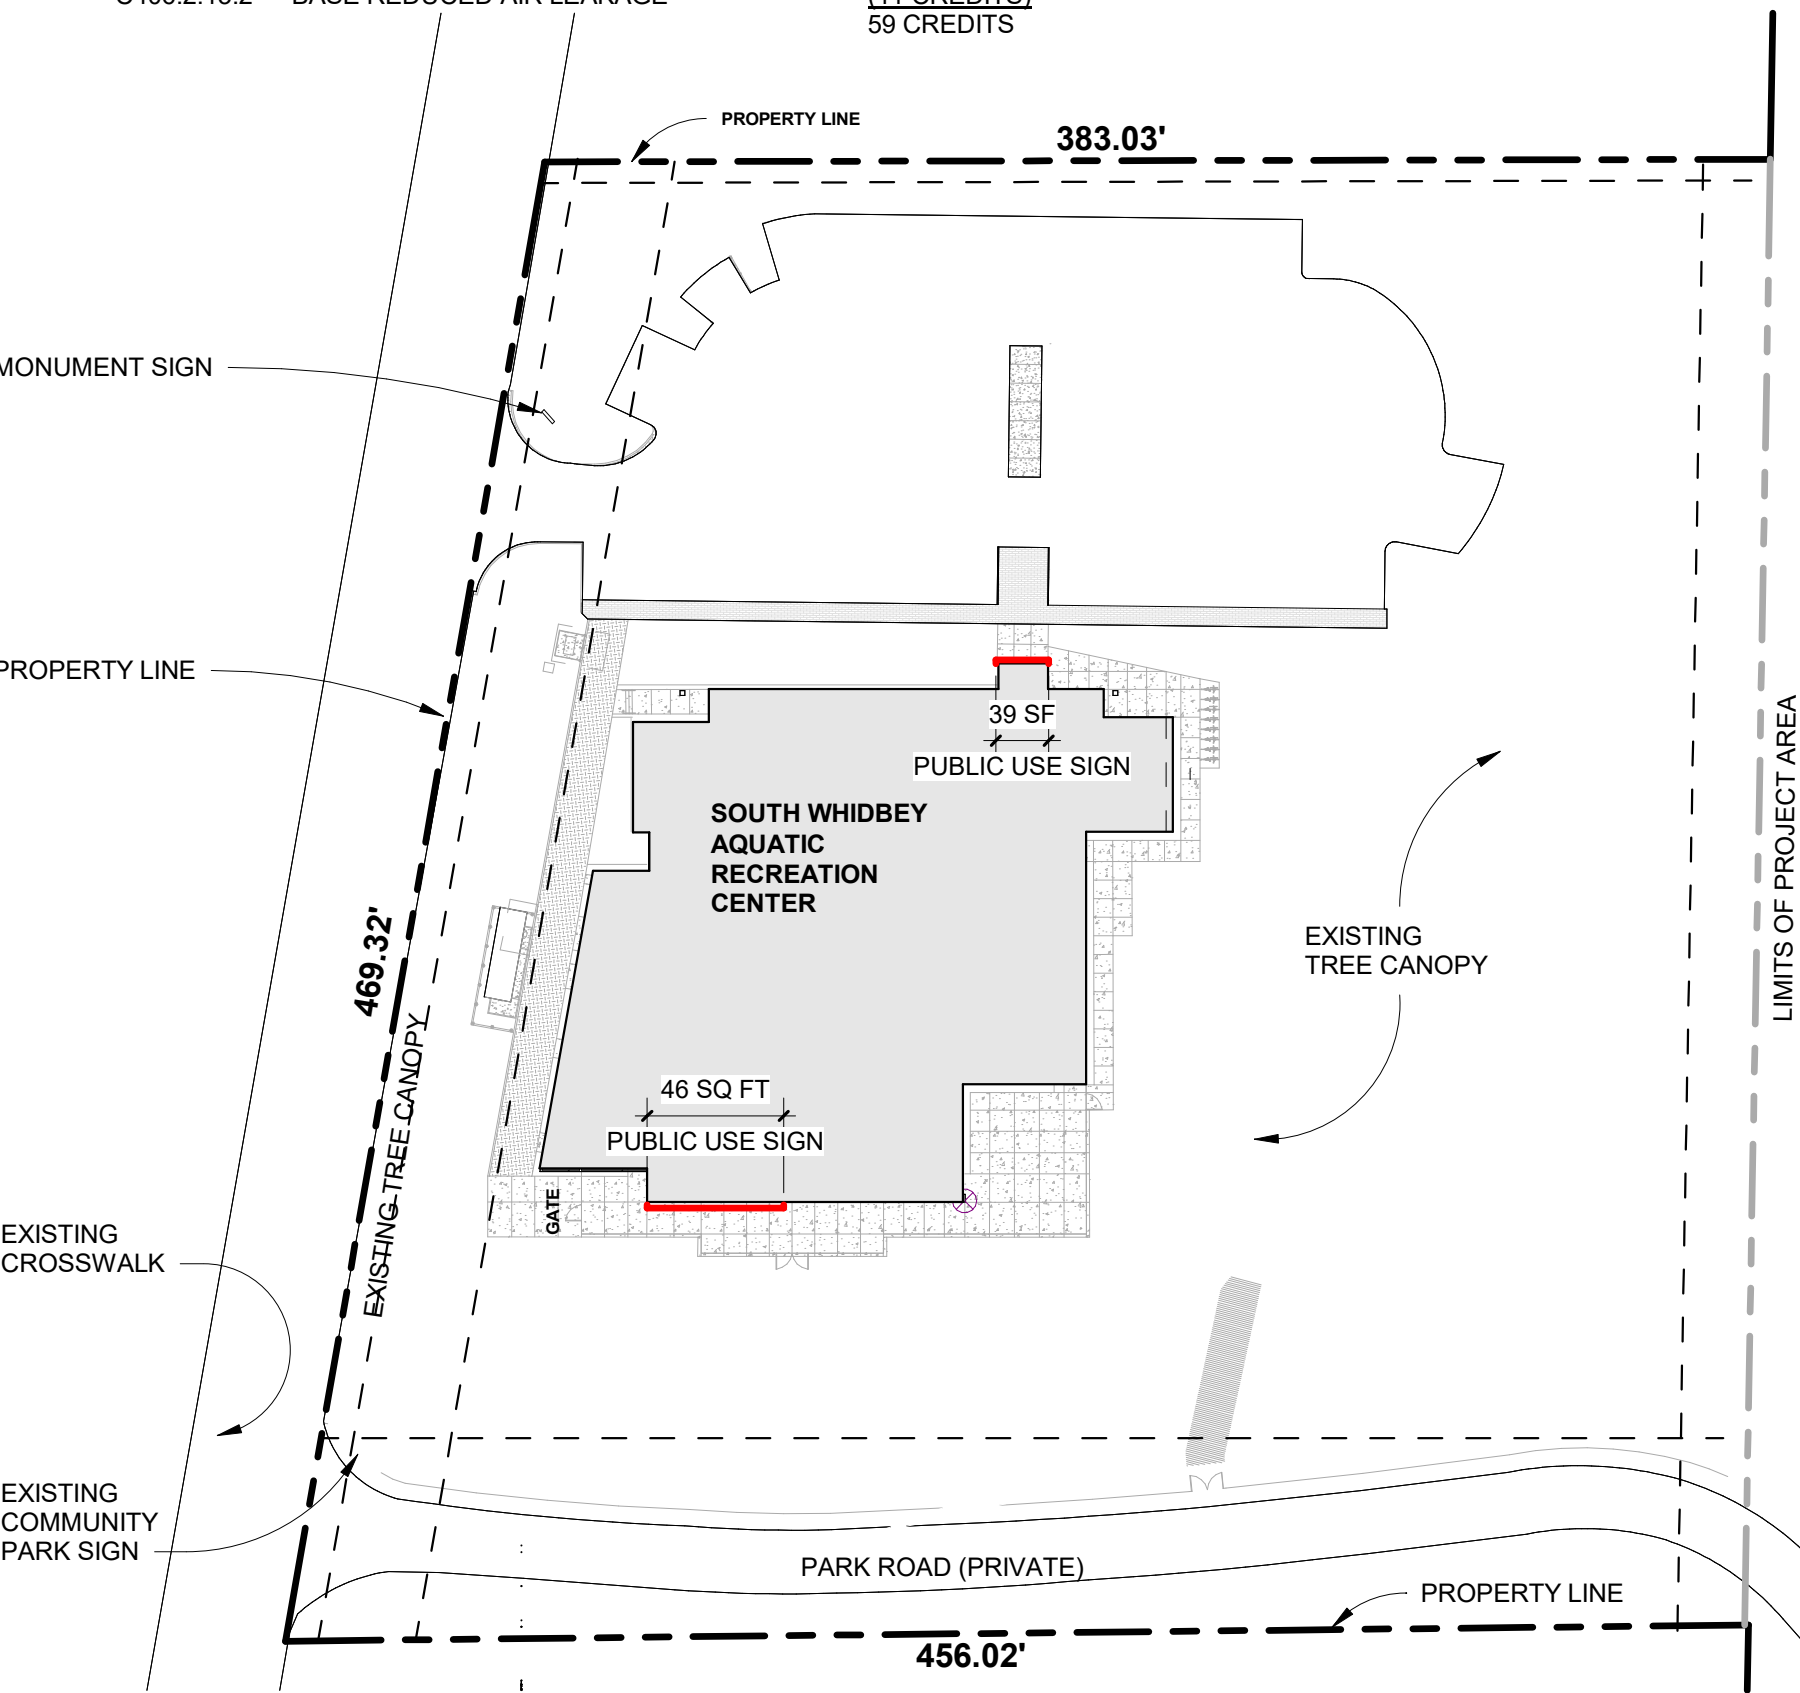 59 CREDITS
PROPERTY LINE
383.03'
MONUMENT SIGN
PROPERTY LINE
39 SF
PUBLIC USE SIGN
SOUTH WHIDBEY
AQUATIC
RECREATION
CENTER
LIMITS OF PROJECT AREA
EXISTING
TREE CANOPY
469.32'
EXISTING TREE CANOPY
46 SQ FT
PUBLIC USE SIGN
GATE
EXISTING
CROSSWALK
EXISTING
COMMUNITY
PARK SIGN
PARK ROAD (PRIVATE)
PROPERTY LINE
456.02'